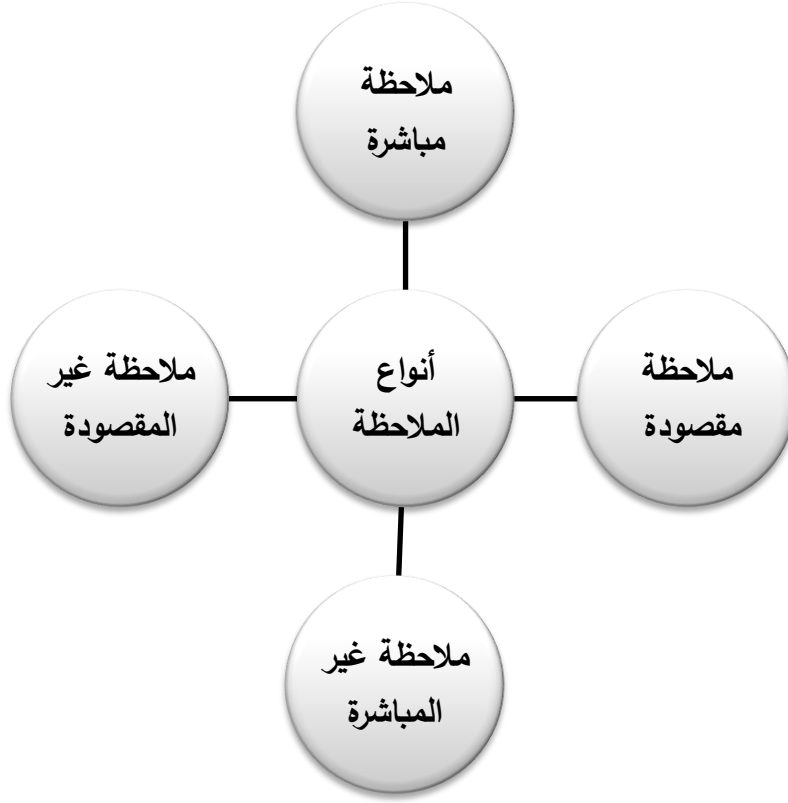 ملاحظة
مباشرة
ملاحظة
مقصودة
أنواع
الملاحظة
ملاحظة غير
المقصودة
ملاحظة غير
المباشرة